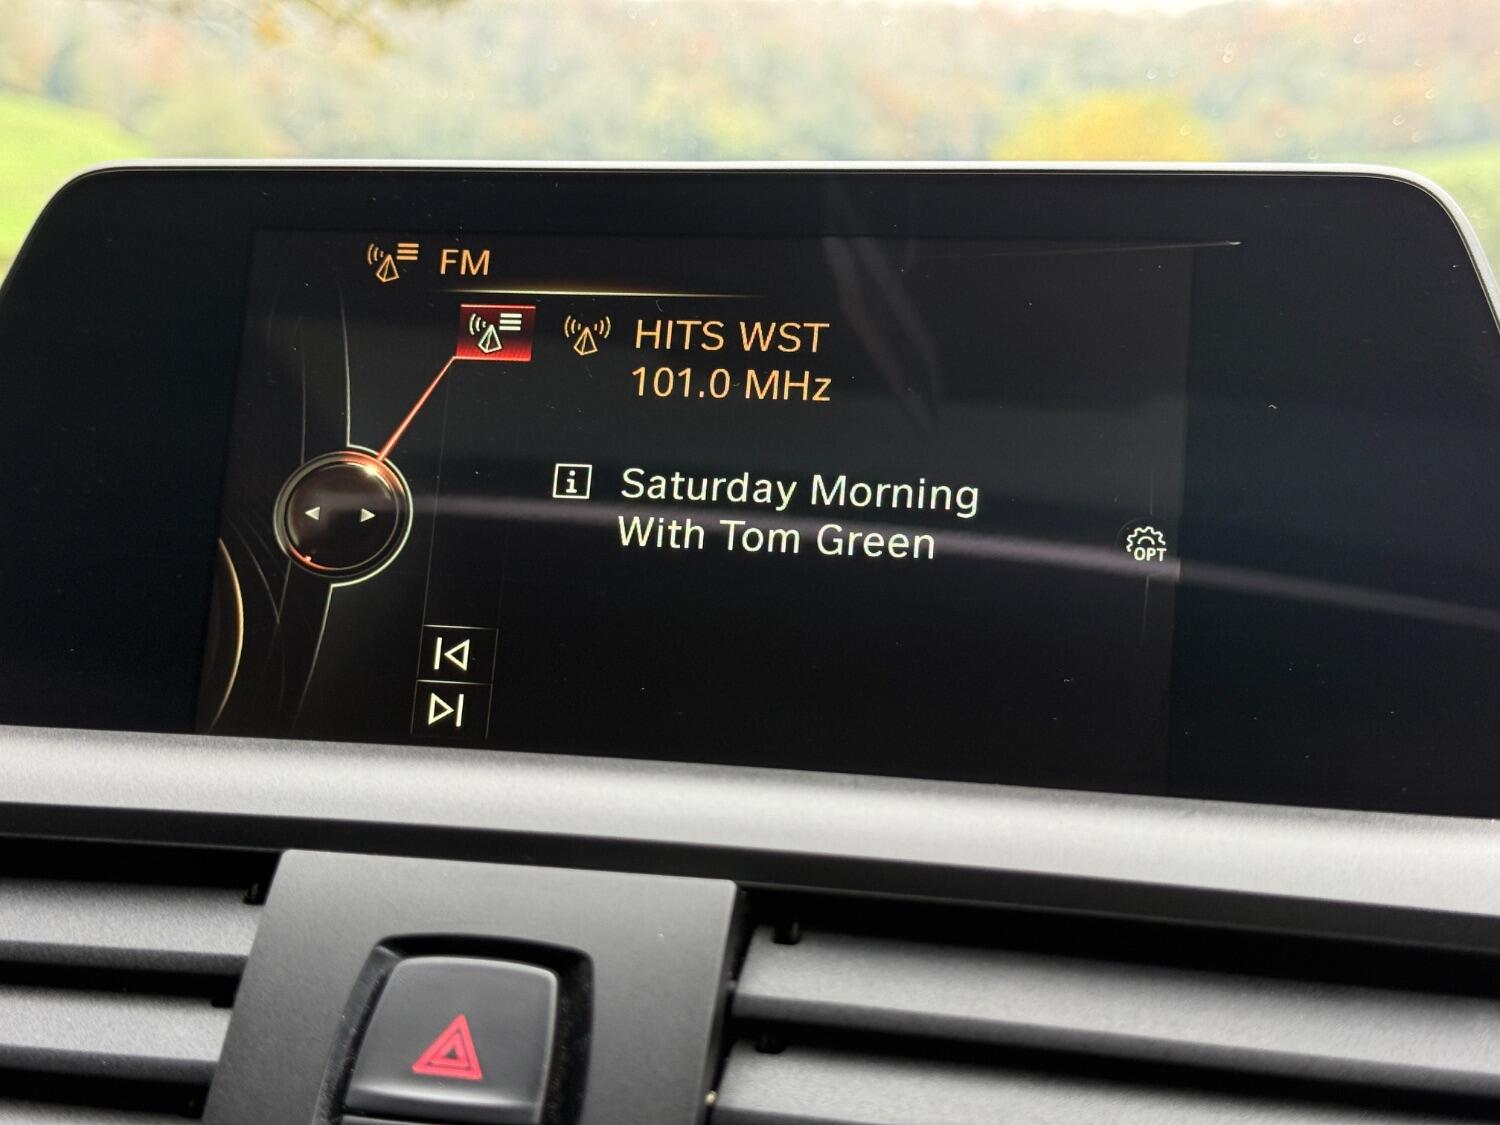 FM
HITS WST
101.0 MHz
i Saturday Morning
With Tom Green
OPT